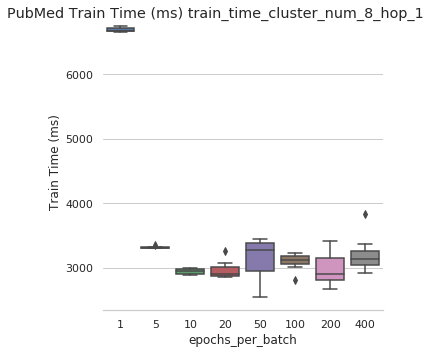 PubMed Train Time (ms) train_time_cluster_num_8_hop_1
6000
5000
4000
3000
Train Time (ms)
1 5 10 20 50 100 200 400
epochs_per_batch